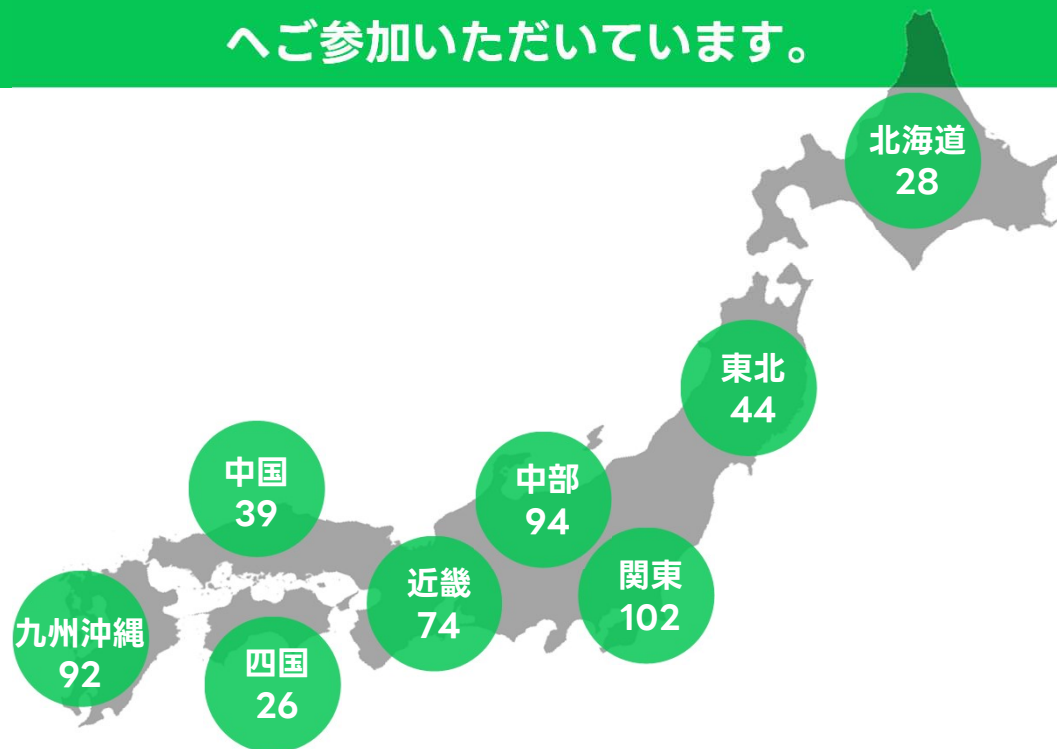 へご参加いただいています。
北海道
28
東北
44
中国
39
中部
94
近畿
74
関東
102
九州沖縄
92
四国
26